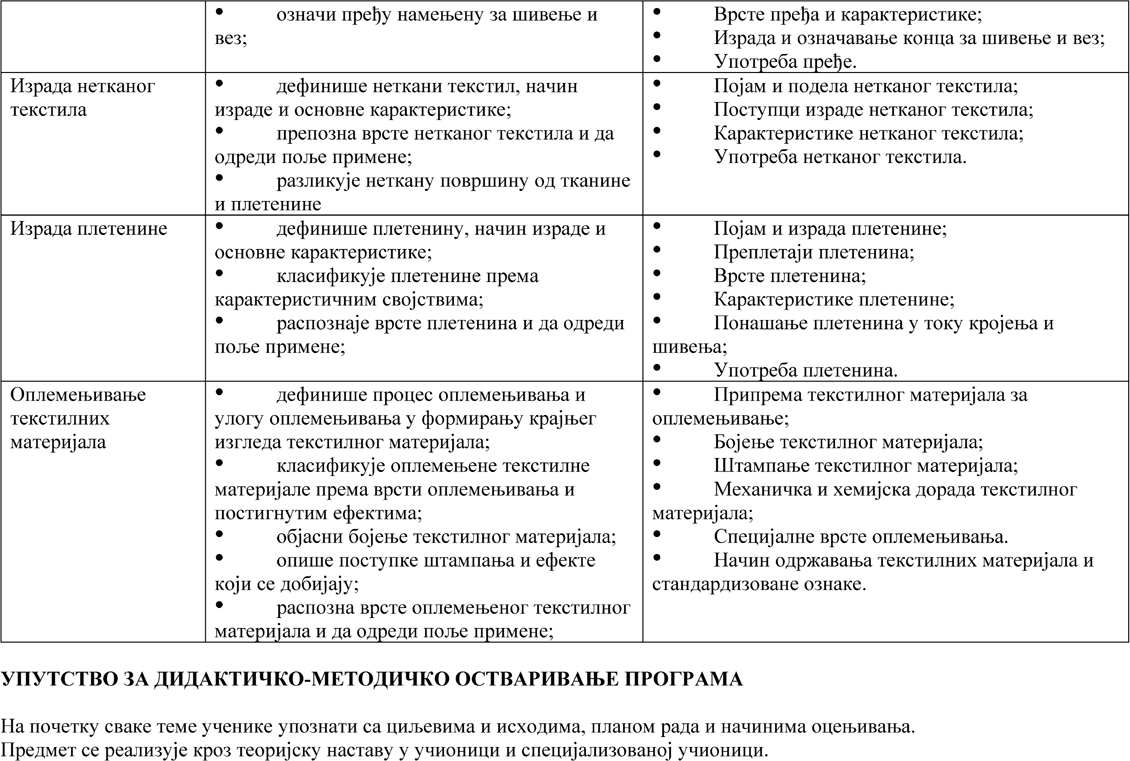 • означи пређу намењену за шивење и
вез;
• Врсте пређа и карактеристике;
• Израда и означавање конца за шивење и вез;
• Употреба пређе.
Израда нетканог
текстила
• дефинише неткани текстил, начин
израде и основне карактеристике;
• препозна врсте нетканог текстила и да
одреди поље примене;
• разликује неткану површину од тканине
и плетенине
• Појам и подела нетканог текстила;
• Поступци израде нетканог текстила;
• Карактеристике нетканог текстила;
• Употреба нетканог текстила.
Израда плетенине
• дефинише плетенину, начин израде и
основне карактеристике;
• класификује плетенине према
карактеристичним својствима;
• распознаје врсте плетенина и да одреди
поље примене;
• Појам и израда плетенине;
• Преплетаји плетенина;
• Врсте плетенина;
• Карактеристике плетенине;
• Понашање плетенина у току кројења и
шивења;
• Употреба плетенина.
Оплемењивање
текстилних
материјала
• дефинише процес оплемењивања и
улогу оплемењивања у формирању крајњег
изгледа текстилног материјала;
• класификује оплемењене текстилне
материјале према врсти оплемењивања и
постигнутим ефектима;
• објасни бојење текстилног материјала;
• опише поступке штампања и ефекте
који се добијају;
• распозна врсте оплемењеног текстилног
материјала и да одреди поље примене;
• Припрема текстилног материјала за
оплемењивање;
• Бојење текстилног материјала;
• Штампање текстилног материјала;
• Механичка и хемијска дорада текстилног
материјала;
• Специјалне врсте оплемењивања.
• Начин одржавања текстилних материјала и
стандардизоване ознаке.
УПУТСТВО ЗА ДИДАКТИЧКО-МЕТОДИЧКО ОСТВАРИВАЊЕ ПРОГРАМА
На почетку сваке теме ученике упознати са циљевима и исходима, планом рада и начинима оцењивања.
Предмет се реализује кроз теоријску наставу у учионици и специјализованој учионици.